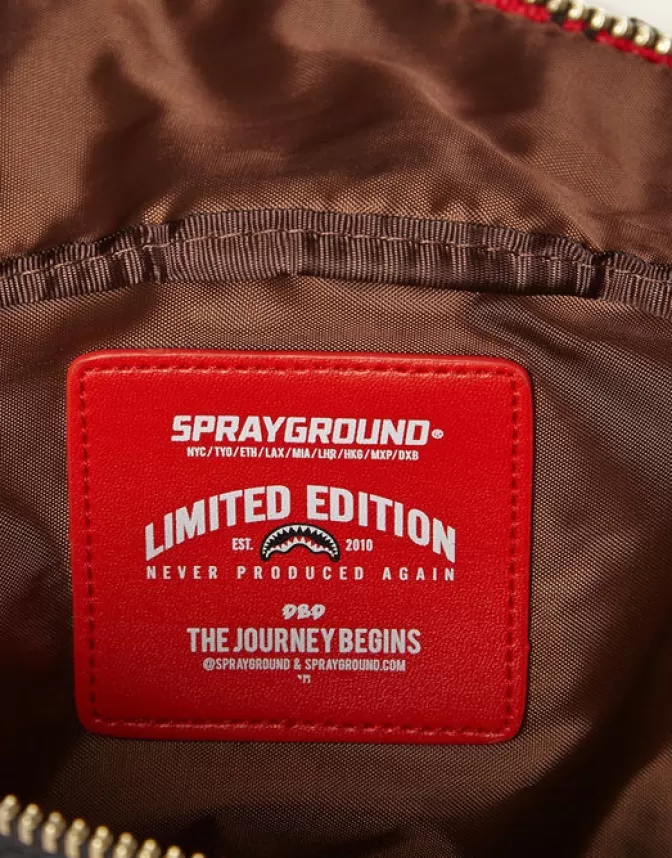 SPRAYGROUND®
NYC/TYO/ETH/LAX/MIA/LHR/HKG/MXP/DXB
LIMITED EDITION
EST. 2010
NEVER PRODUCED AGAIN
DBD
THE JOURNEY BEGINS
@SPRAYGROUND & SPRAYGROUND.COM